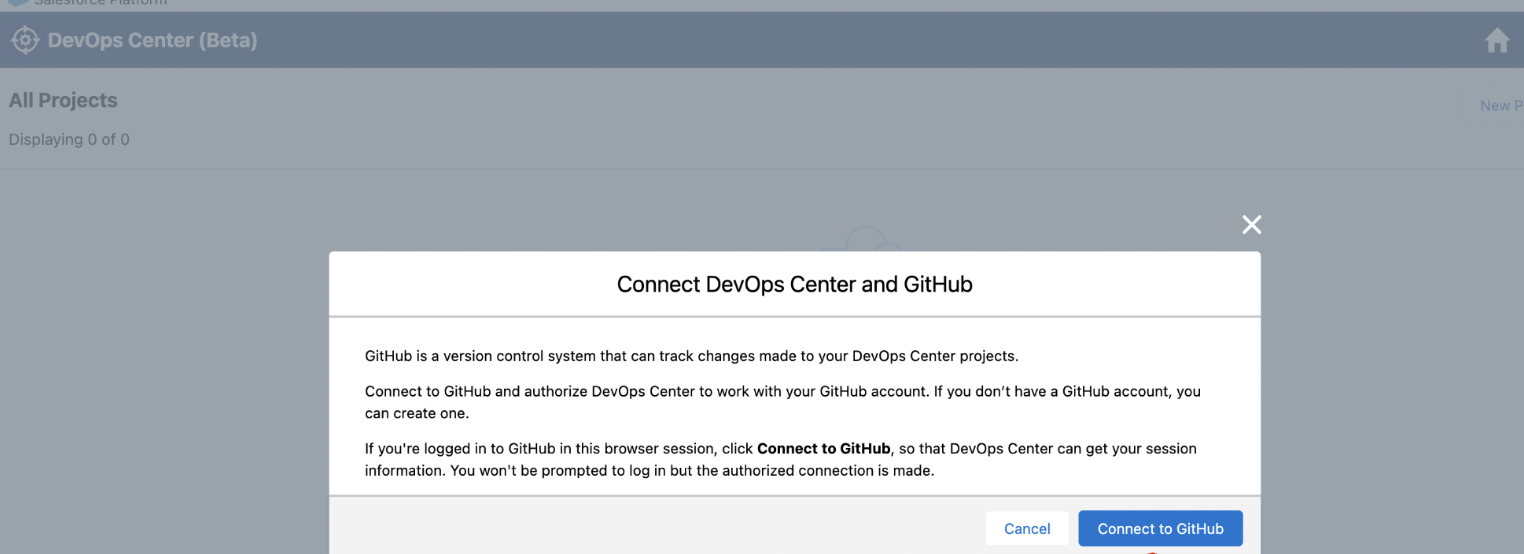 Salesforce Platform
DevOps Center (Beta)
All Projects
New P
Displaying 0 of 0
Connect DevOps Center and GitHub
GitHub is a version control system that can track changes made to your DevOps Center projects.
Connect to GitHub and authorize DevOps Center to work with your GitHub account. If you don't have a GitHub account, you
can create one.
If you're logged in to GitHub in this browser session, click Connect to GitHub, so that DevOps Center can get your session
information. You won't be prompted to log in but the authorized connection is made.
Cancel
Connect to GitHub